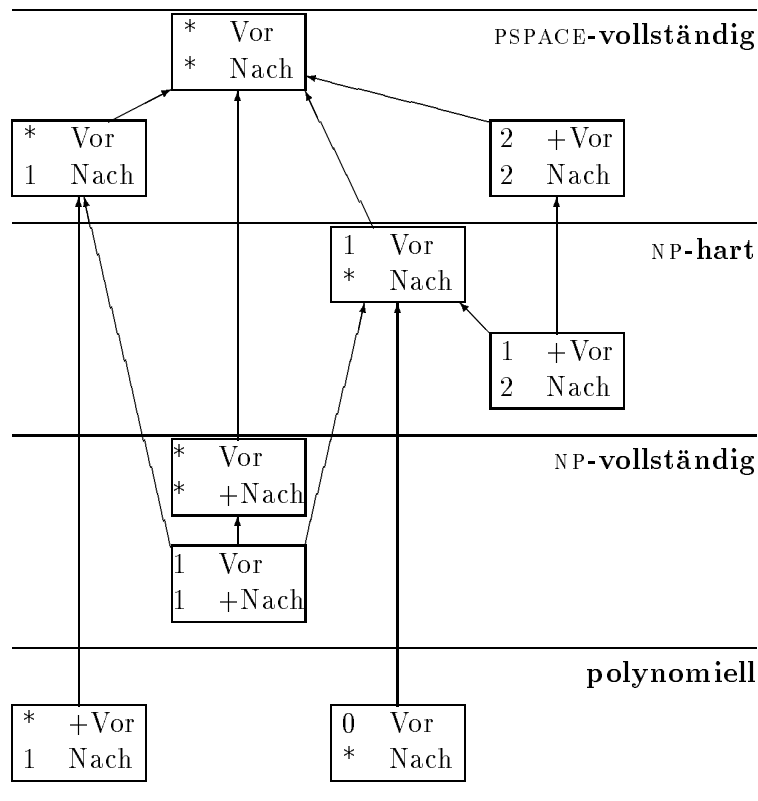 * Vor
* Nach
PSPACE-vollständig
* Vor
1 Nach
2 +Vor
2 Nach
1 Vor
* Nach
NP-hart
1 +Vor
2 Nach
* Vor
* +Nach
NP-vollständig
1 Vor
1 +Nach
polynomiell
* +Vor
1 Nach
0 Vor
* Nach